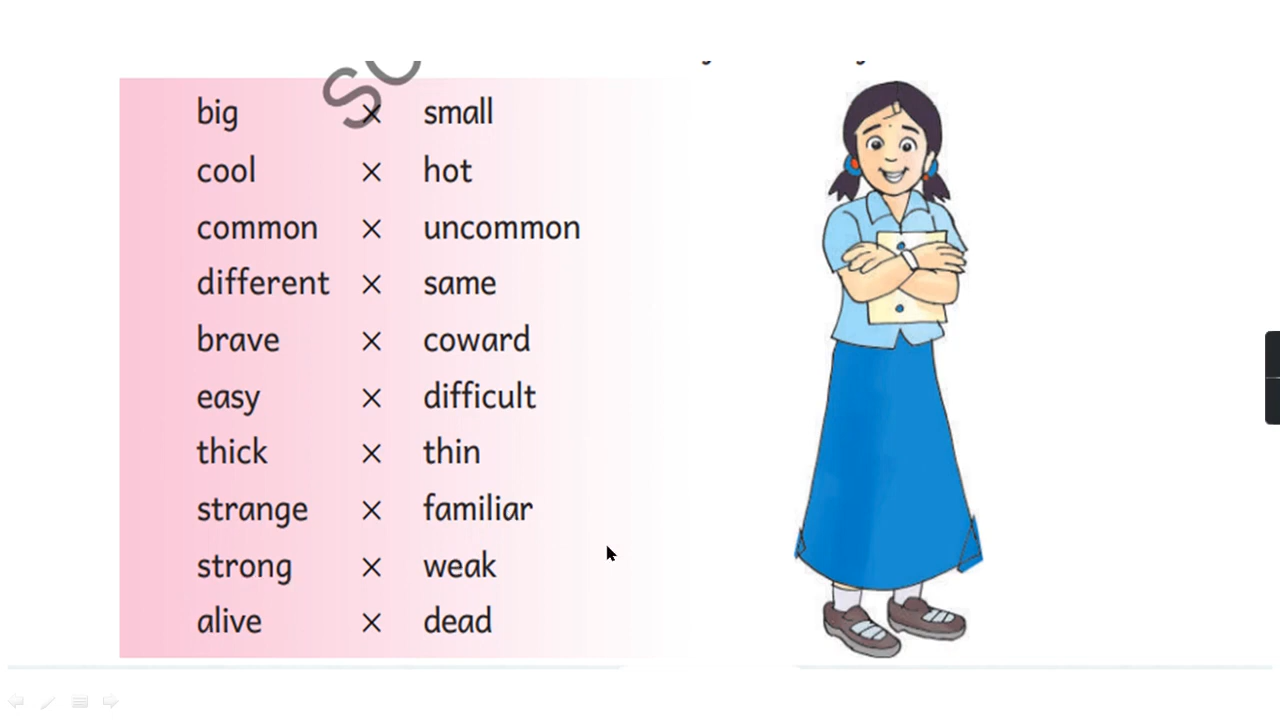 big × small
cool × hot
common × uncommon
different × same
brave × coward
easy × difficult
thick × thin
strange × familiar
strong × weak
alive × dead